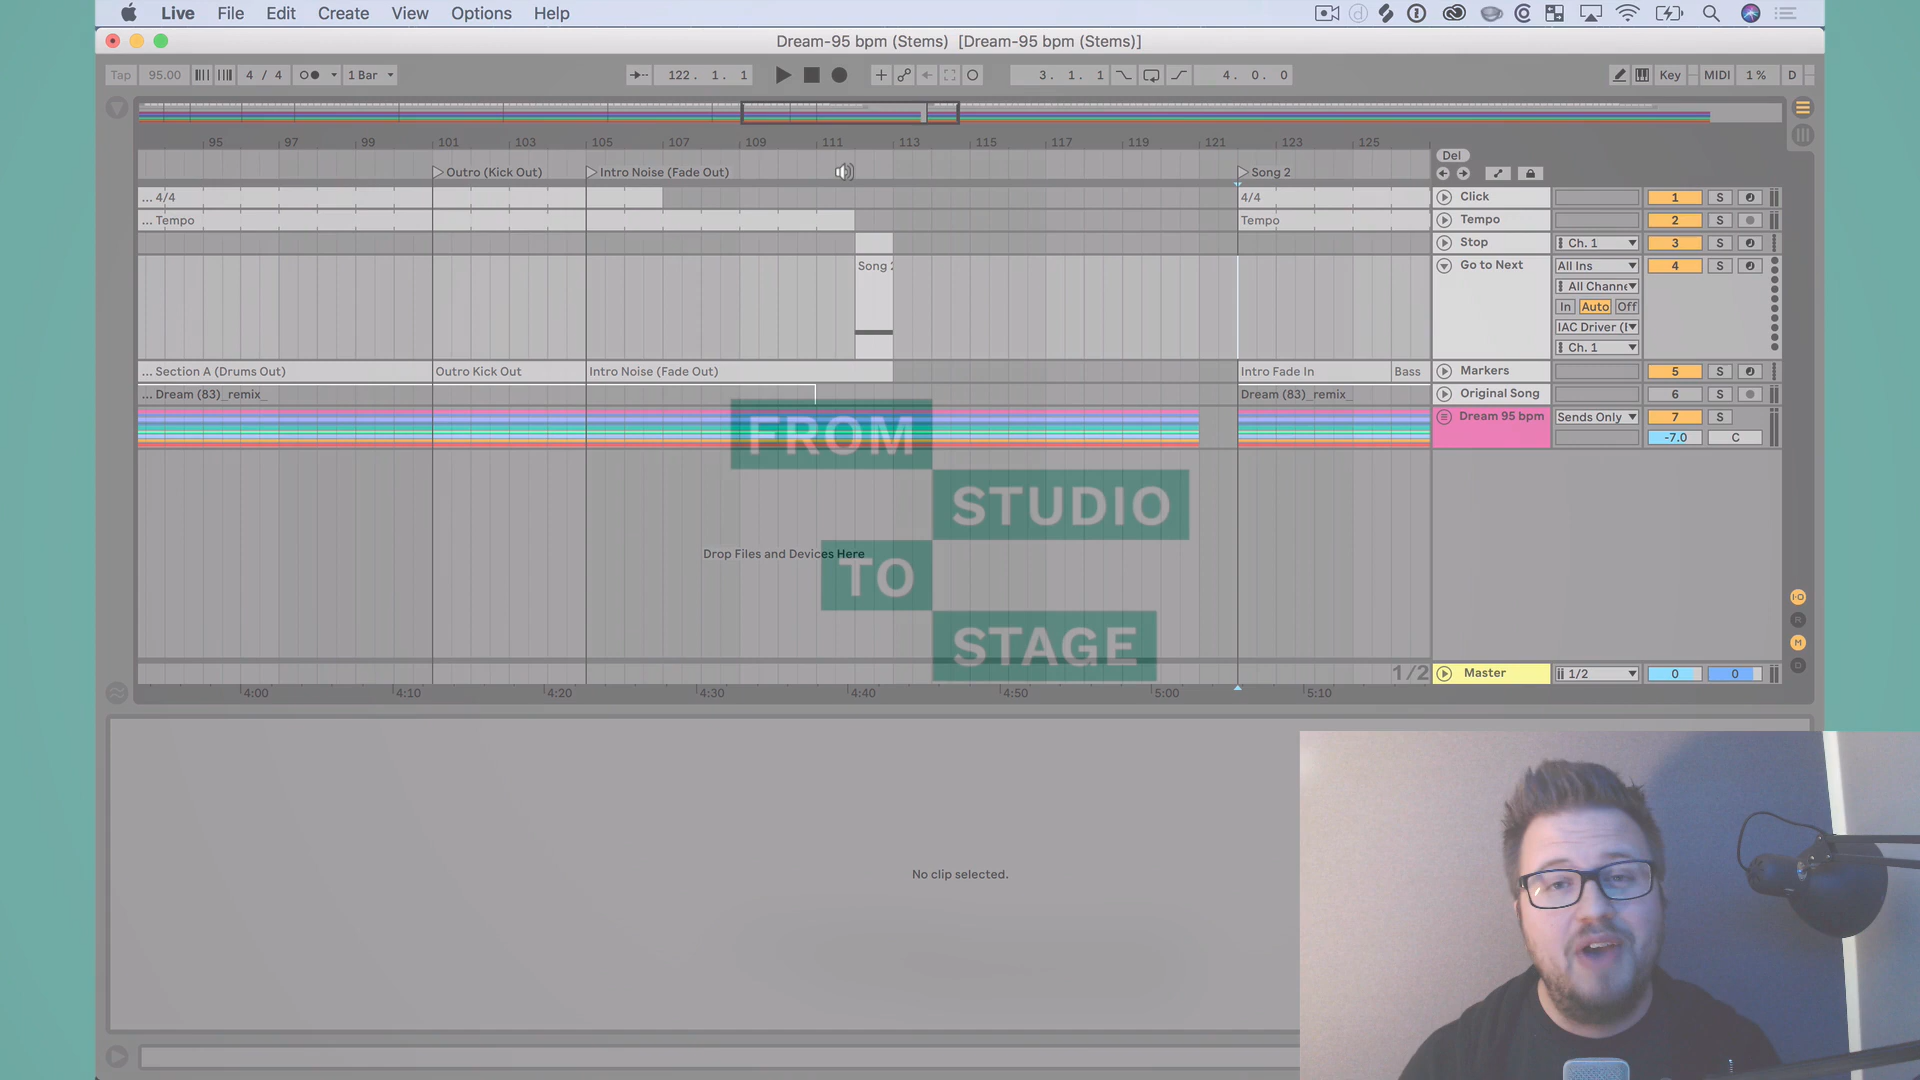 Live File Edit Create View Options Help
Dream-95 bpm (Stems) [Dream-95 bpm (Stems)]
Tap 95.00 4 / 4 1 Bar 122. 1. 1 3. 1. 1 4. 0. 0 Key MIDI 1 % D
95 97 99 101 103 105 107 109 111 113 115 117 119 121 123 125
Del
Outro (Kick Out) Intro Noise (Fade Out) Song 2
... 4/4 4/4 Click 1 S
... Tempo Tempo Tempo 2 S
Stop Ch. 1 3 S
Song 2 Go to Next All Ins 4 S
All Channe
In Auto Off
IAC Driver (I
Ch. 1
... Section A (Drums Out) Outro Kick Out Intro Noise (Fade Out) Intro Fade In Bass Markers 5 S
... Dream (83)_remix_ Dream (83)_remix_ Original Song 6 S
Dream 95 bpm Sends Only 7 S
-7.0 C
FROM
STUDIO
Drop Files and Devices Here
TO
STAGE
I·O
R
M
D
1/2 Master 1/2 0 0
4:00 4:10 4:20 4:30 4:40 4:50 5:00 5:10
No clip selected.